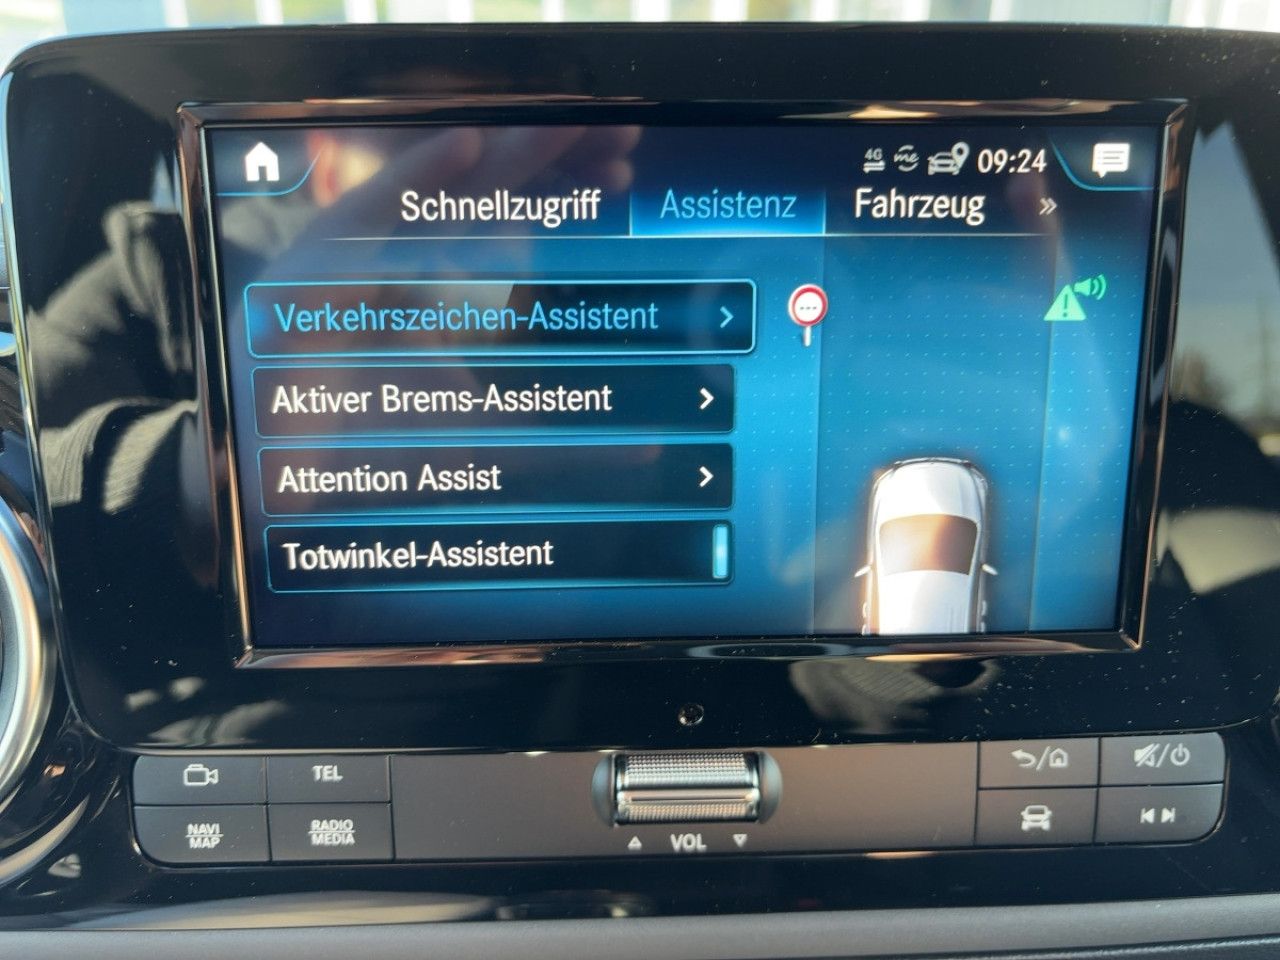 4G me 09:24
Schnellzugriff Assistenz Fahrzeug »
Verkehrszeichen-Assistent
Aktiver Brems-Assistent
Attention Assist
Totwinkel-Assistent
TEL
NAVI
MAP
RADIO
MEDIA
VOL